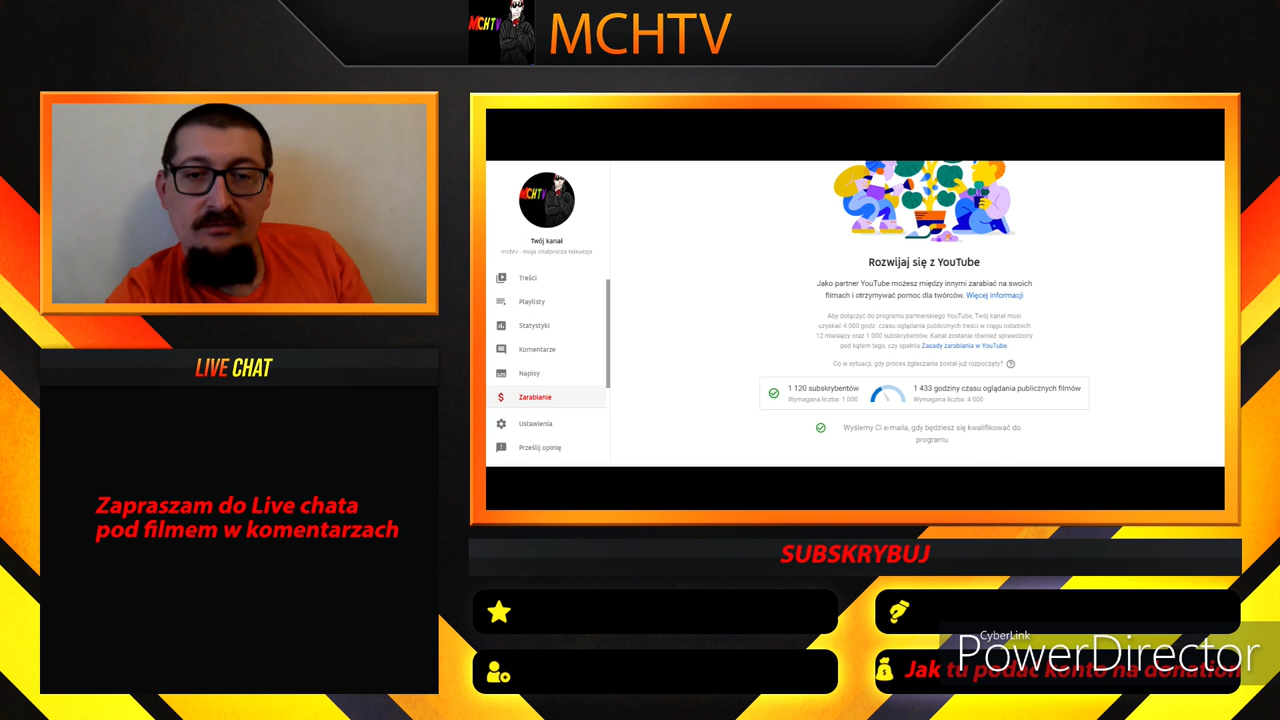 MCHTV
MCHTV
LIVE CHAT
Zapraszam do Live chata
pod filmem w komentarzach
MCHTV
Twój kanał
mchtv - moja chałpnicza telewizja
Treści
Playlisty
Statystyki
Komentarze
Napisy
$ Zarabianie
Ustawienia
Prześlij opinię
Rozwijaj się z YouTube
Jako partner YouTube możesz między innymi zarabiać na swoich
filmach i otrzymywać pomoc dla twórców. Więcej informacji
Aby dołączyć do programu partnerskiego YouTube, Twój kanał musi
uzyskać 4 000 godz. czasu oglądania publicznych treści w ciągu ostatnich
12 miesięcy oraz 1 000 subskrybentów. Kanał zostanie również sprawdzony
pod kątem tego, czy spełnia Zasady zarabiania w YouTube.
Co w sytuacji, gdy proces zgłaszania został już rozpoczęty? ?
1 120 subskrybentów
Wymagana liczba: 1 000
1 433 godziny czasu oglądania publicznych filmów
Wymagana liczba: 4 000
Wyślemy Ci e-maila, gdy będziesz się kwalifikować do
programu
SUBSKRYBUJ
Jak tu podać konto na donation
CyberLink
PowerDirector